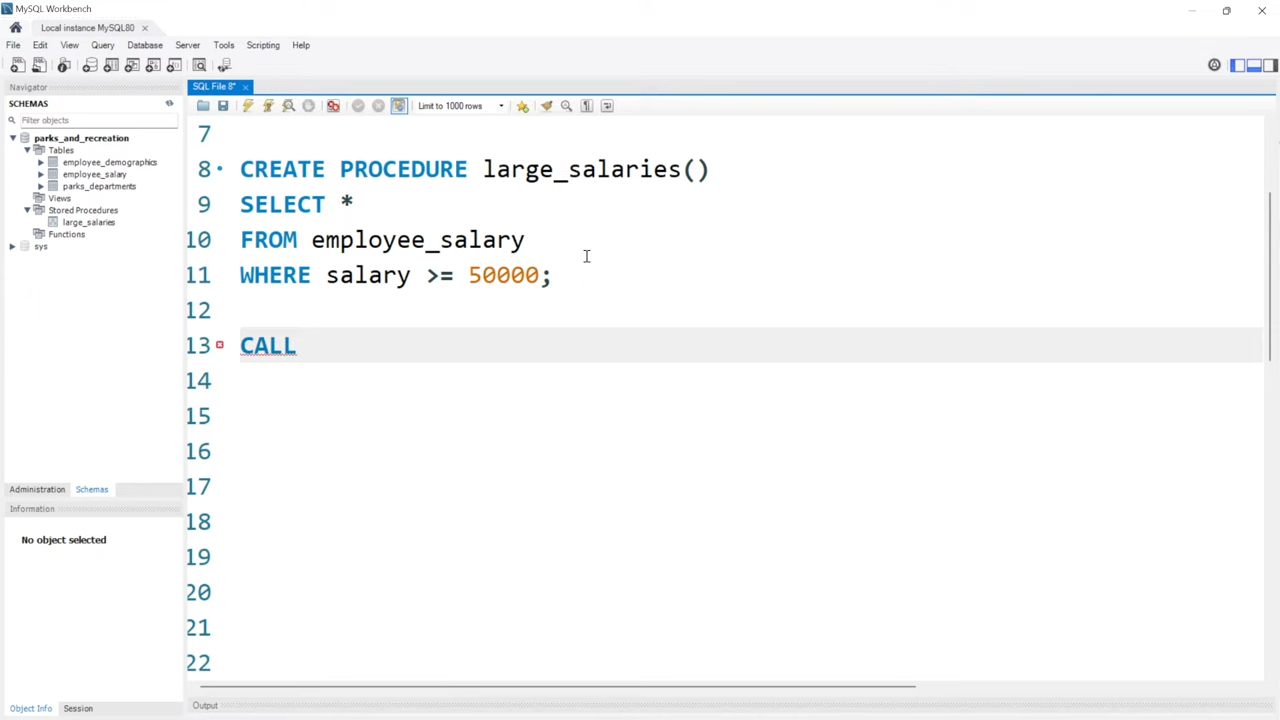 MySQL Workbench
Local instance MySQL80
File Edit View Query Database Server Tools Scripting Help
Navigator
SQL File 8*
SCHEMAS
Limit to 1000 rows
Filter objects
parks_and_recreation
Tables
employee_demographics
employee_salary
parks_departments
Views
Stored Procedures
large_salaries
Functions
sys
7
8 CREATE PROCEDURE large_salaries()
9 SELECT *
10 FROM employee_salary
11 WHERE salary >= 50000;
12
13 CALL
14
15
16
17
18
19
20
21
22
Administration Schemas
Information
No object selected
Object Info Session
Output